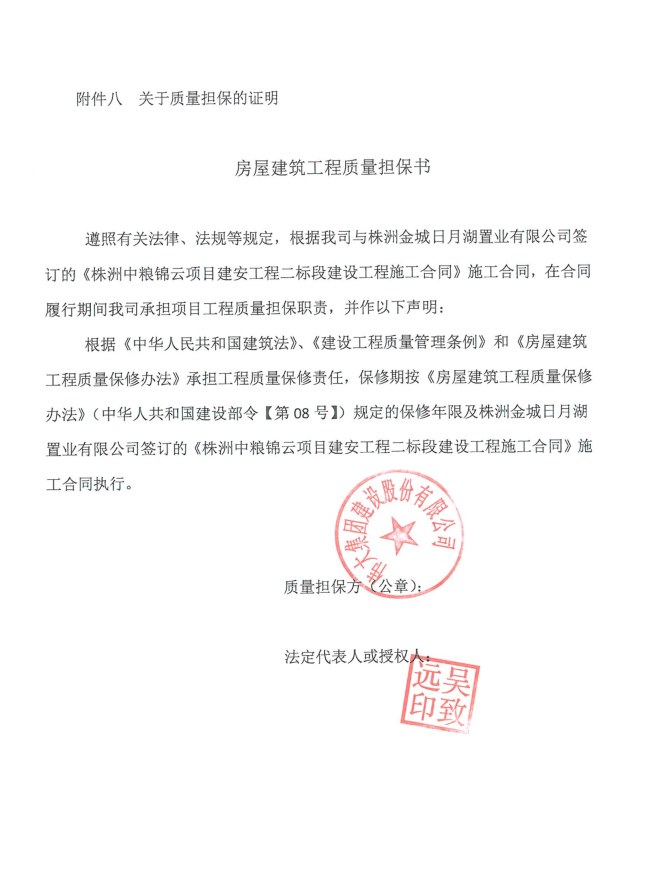 附件八 关于质量担保的证明
房屋建筑工程质量担保书
遵照有关法律、法规等规定，根据我司与株洲金城日月湖置业有限公司签
订的《株洲中粮锦云项目建安工程二标段建设工程施工合同》施工合同，在合同
履行期间我司承担项目工程质量担保职责，并作以下声明：
根据《中华人民共和国建筑法》、《建设工程质量管理条例》和《房屋建筑
工程质量保修办法》承担工程质量保修责任，保修期按《房屋建筑工程质量保修
办法》（中华人共和国建设部令【第 08 号】）规定的保修年限及株洲金城日月湖
置业有限公司签订的《株洲中粮锦云项目建安工程二标段建设工程施工合同》施
工合同执行。
大集团建设股份有限公司
质量担保方（公章）：
法定代表人或授权人：
吴致远印